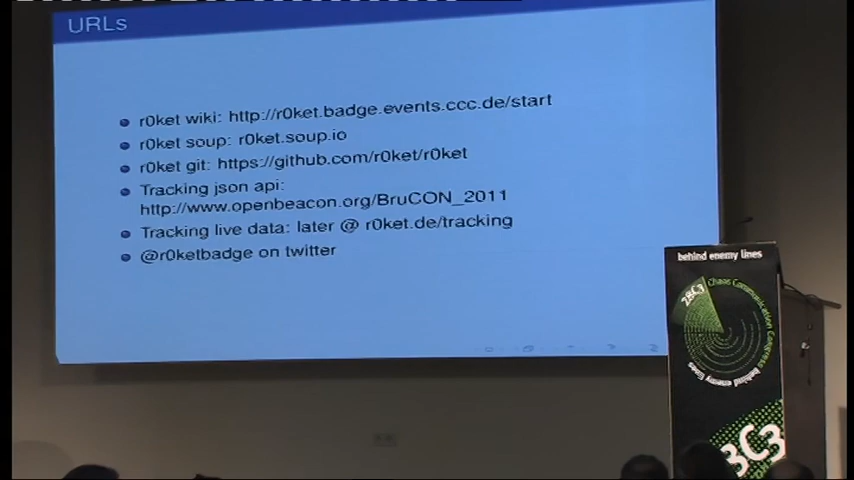 URLs
r0ket wiki: http://r0ket.badge.events.ccc.de/start
r0ket soup: r0ket.soup.io
r0ket git: https://github.com/r0ket/r0ket
Tracking json api:
http://www.openbeacon.org/BruCON_2011
Tracking live data: later @ r0ket.de/tracking
@r0ketbadge on twitter
behind enemy lines
28C3 Chaos Communication Congress
behind enemy lines